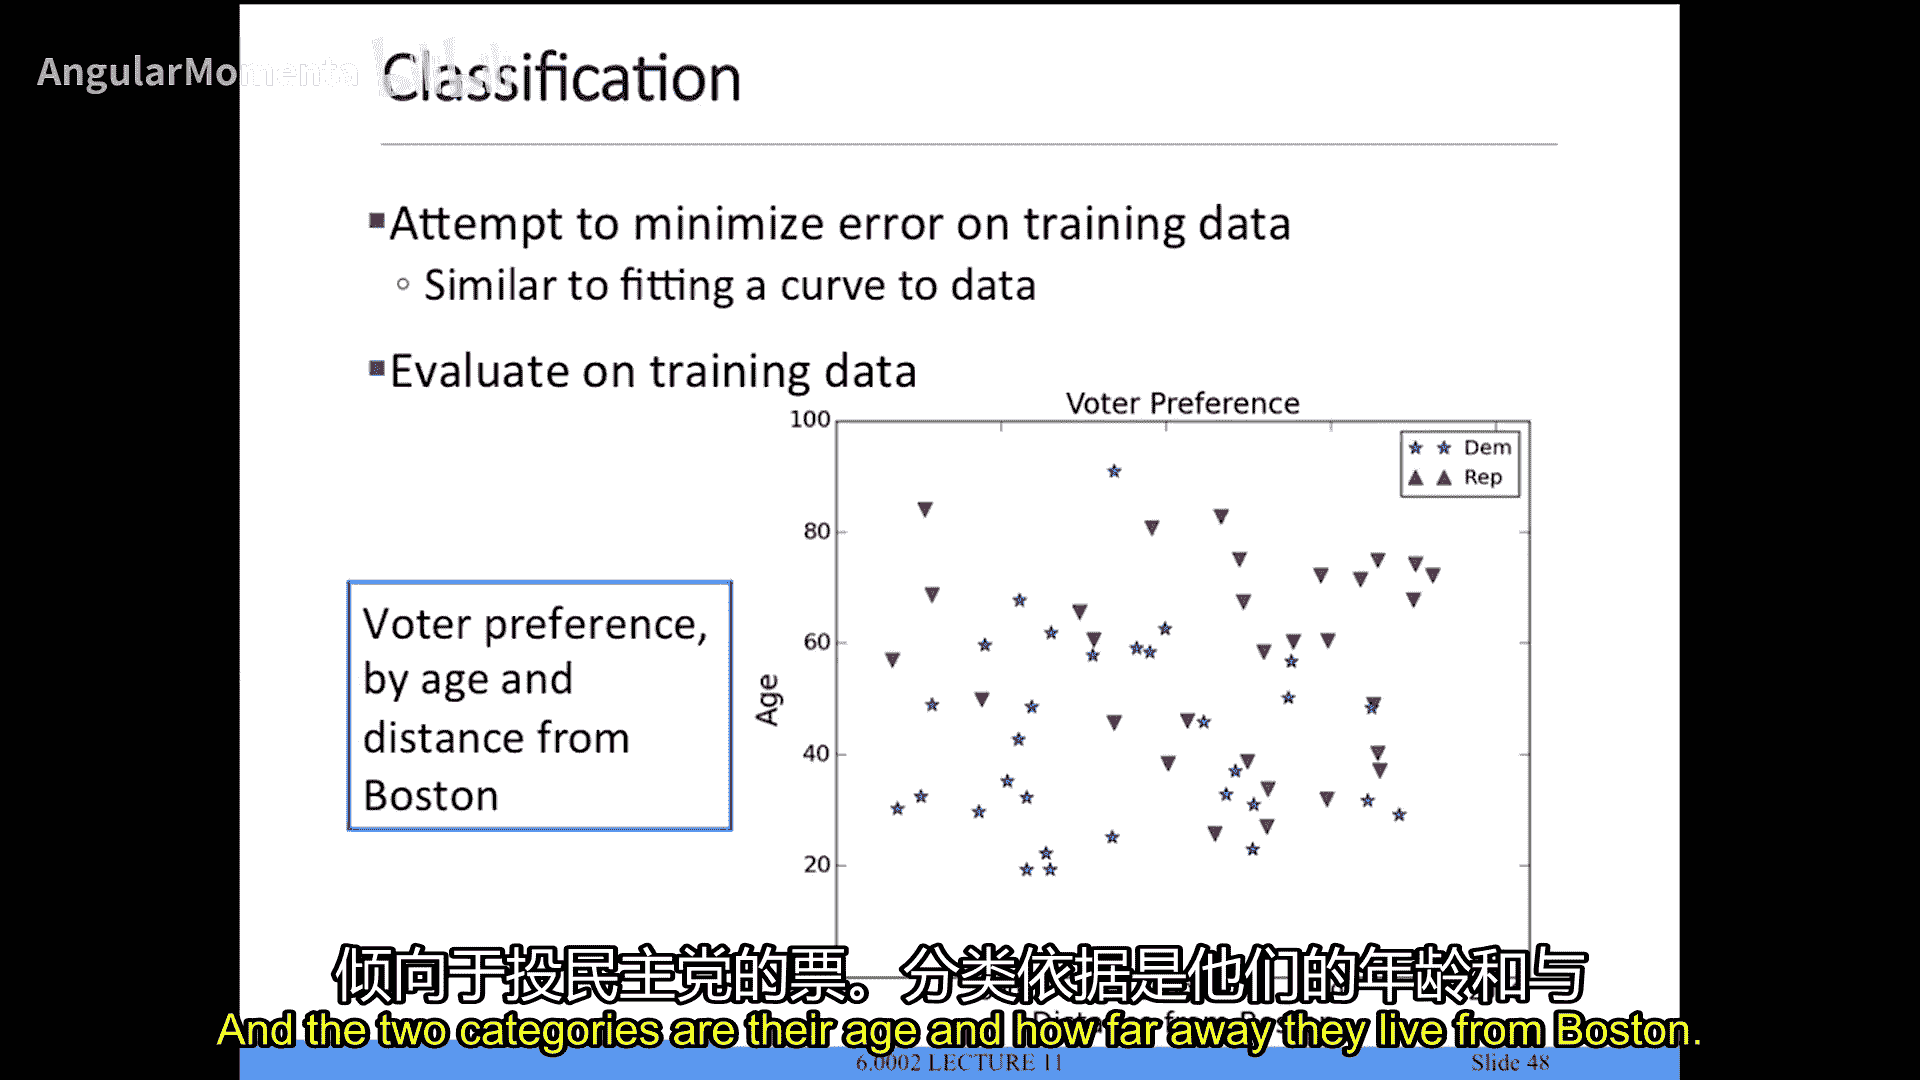 AngularMomenta
Classification
Attempt to minimize error on training data
Similar to fitting a curve to data
Evaluate on training data
Voter Preference
Dem
Rep
100
80
60
40
20
Age
Voter preference,
by age and
distance from
Boston
倾向于投民主党的票。分类依据是他们的年龄和与
And the two categories are their age and how far away they live from Boston.
6.0002 LECTURE 11
Slide 48